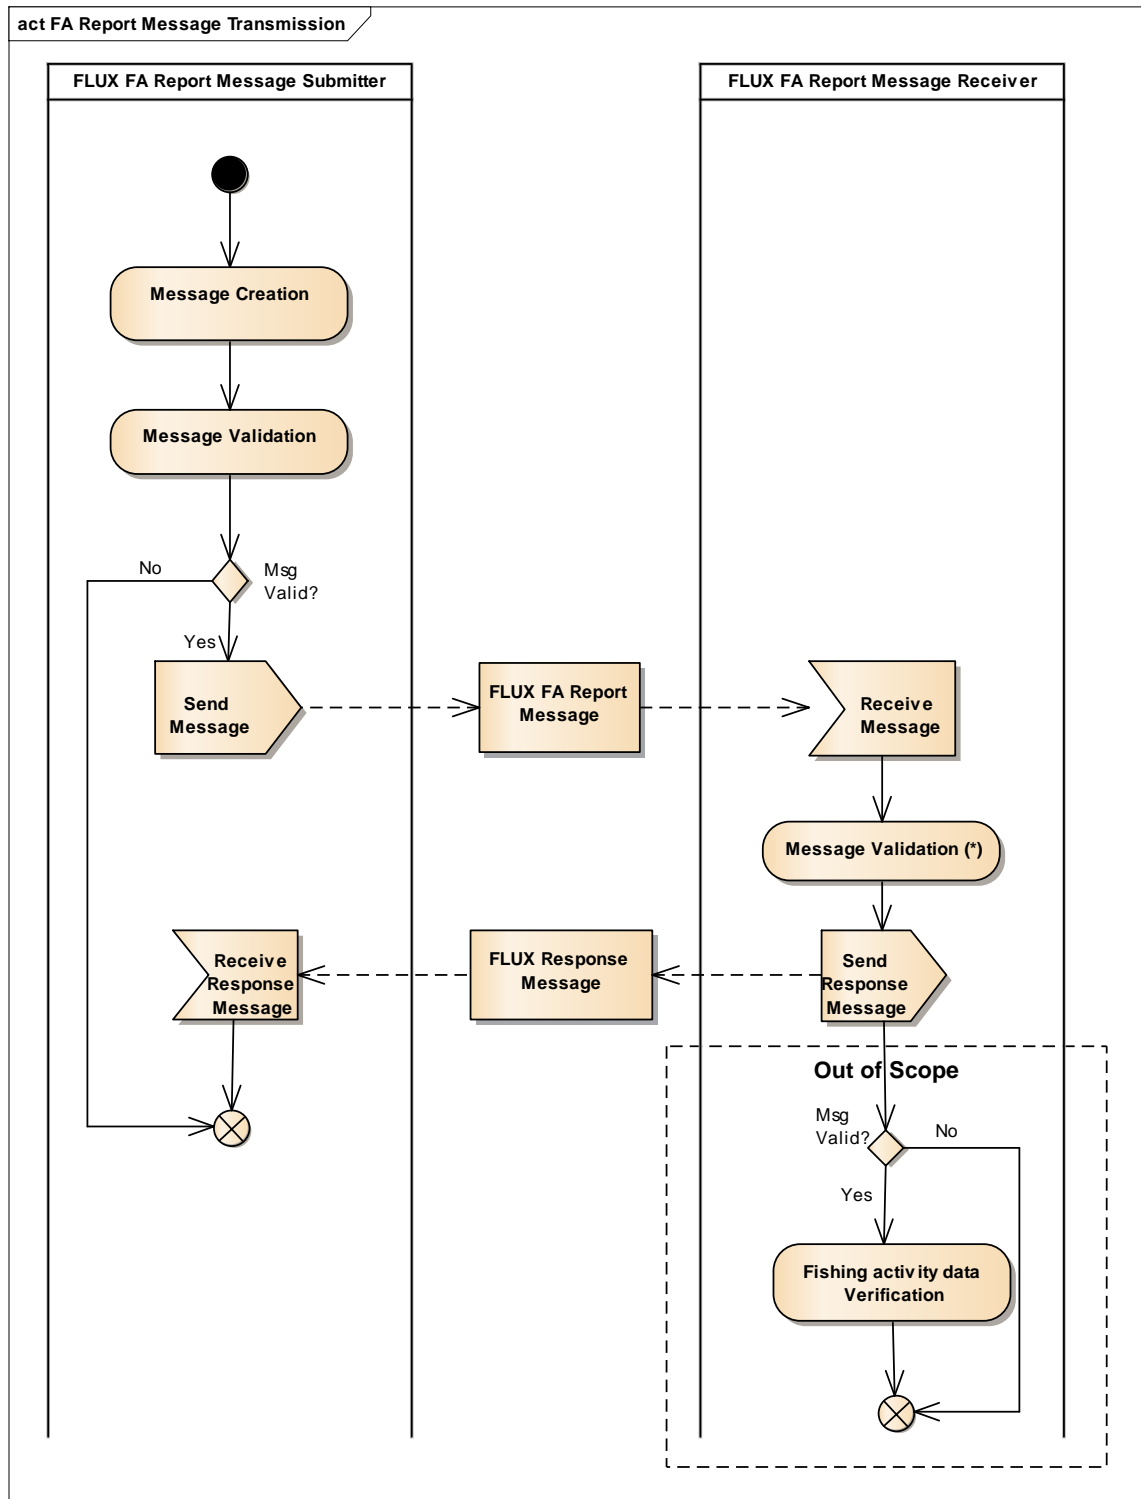 act FA Report Message Transmission
FLUX FA Report Message Submitter
FLUX FA Report Message Receiver
Message Creation
Message Validation
No
Msg
Valid?
Yes
Send
Message
FLUX FA Report
Message
Receive
Message
Message Validation (*)
Receive
Response
Message
FLUX Response
Message
Send
Response
Message
Out of Scope
Msg
Valid?
No
Yes
Fishing activity data
Verification